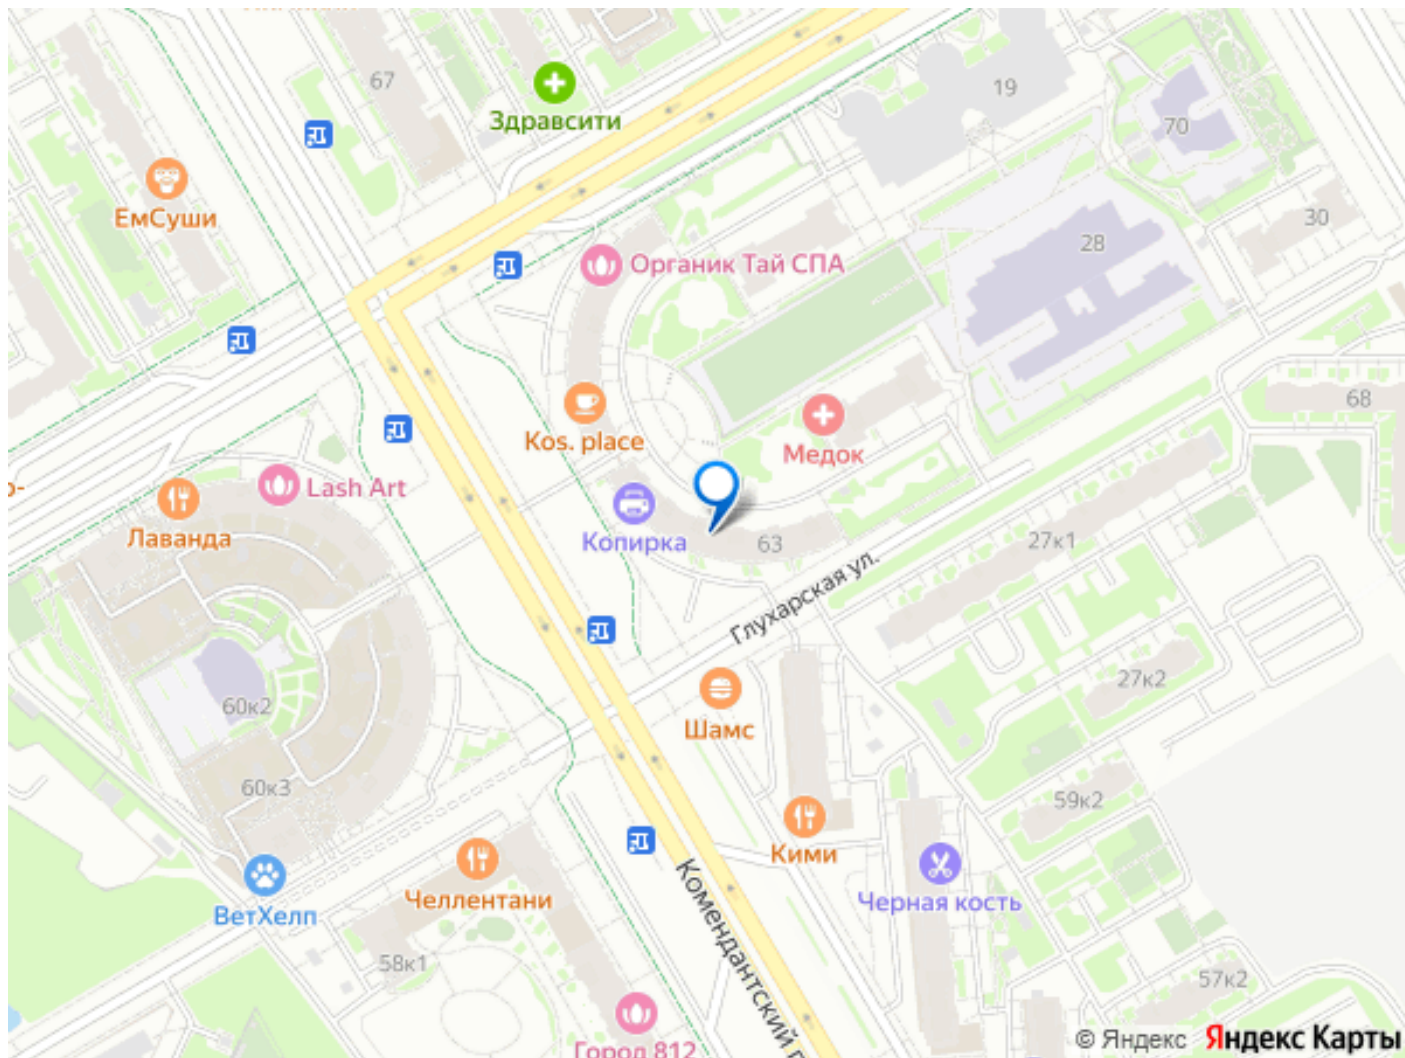 67
19
Здравсити
70
ЕмСуши
30
28
Органик Тай СПА
68
Kos. place
Медок
Lash Art
Лаванда
Копирка
63
27к1
Глухарская ул.
27к2
60к2
Шамс
60к3
59к2
Кими
Челлентани
Черная кость
ВетХелп
Комендантский п
58к1
57к2
Город 812
© Яндекс Яндекс Карты